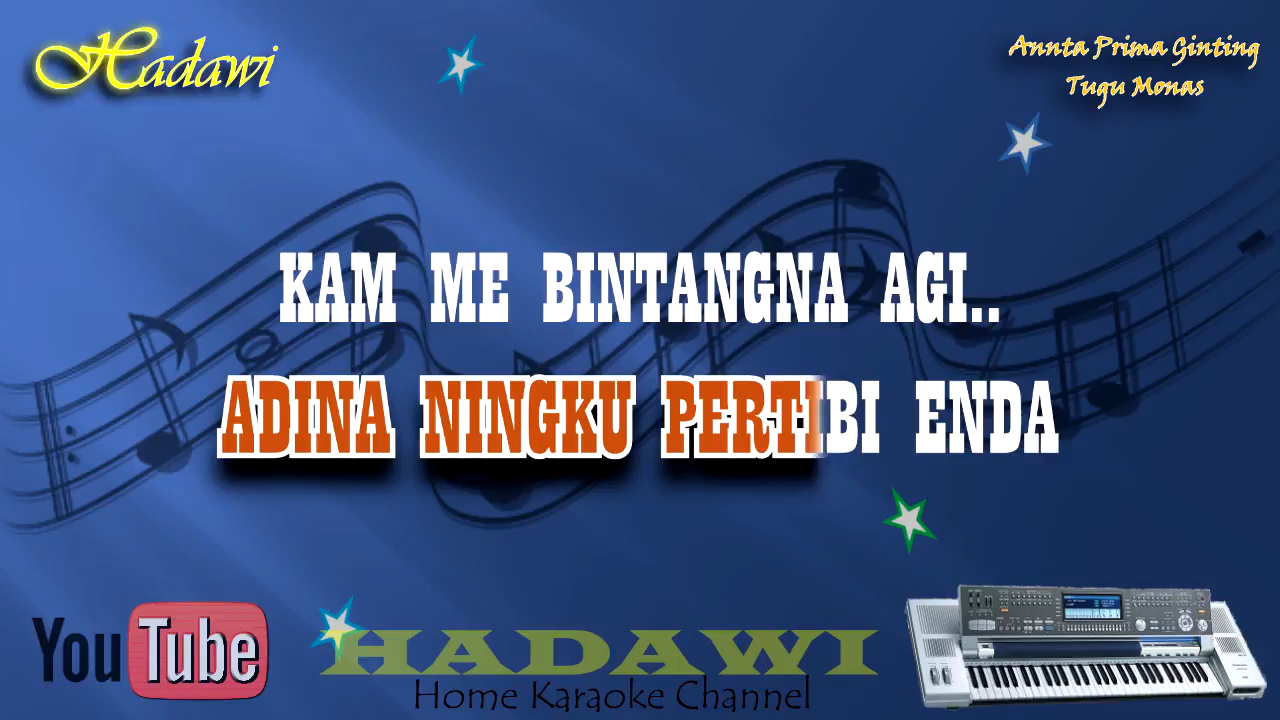 Hadawi
Annta Prima Ginting
Tugu Monas
KAM ME BINTANGNA AGI..
ADINA NINGKU PERTIBI ENDA
YouTube
HADAWI
Home Karaoke Channel